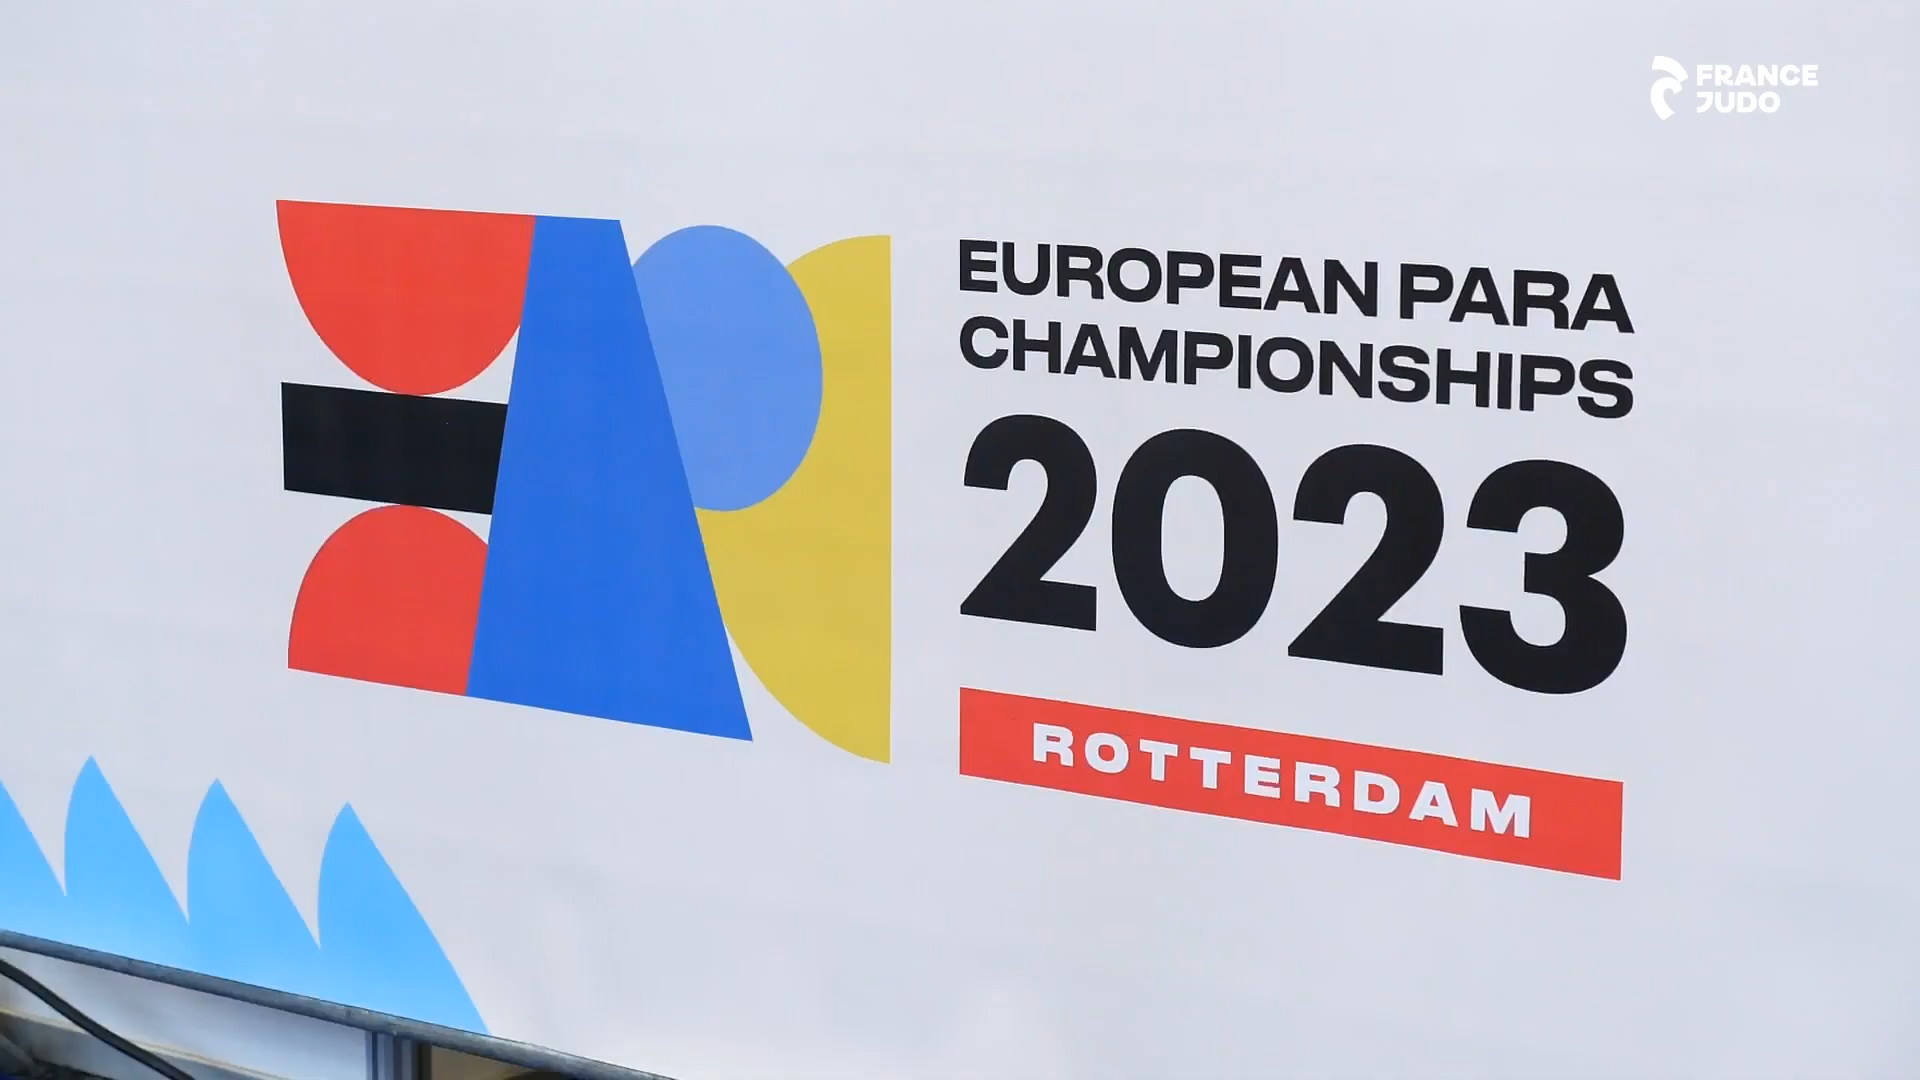 FRANCE
JUDO
EUROPEAN PARA
CHAMPIONSHIPS
2023
ROTTERDAM